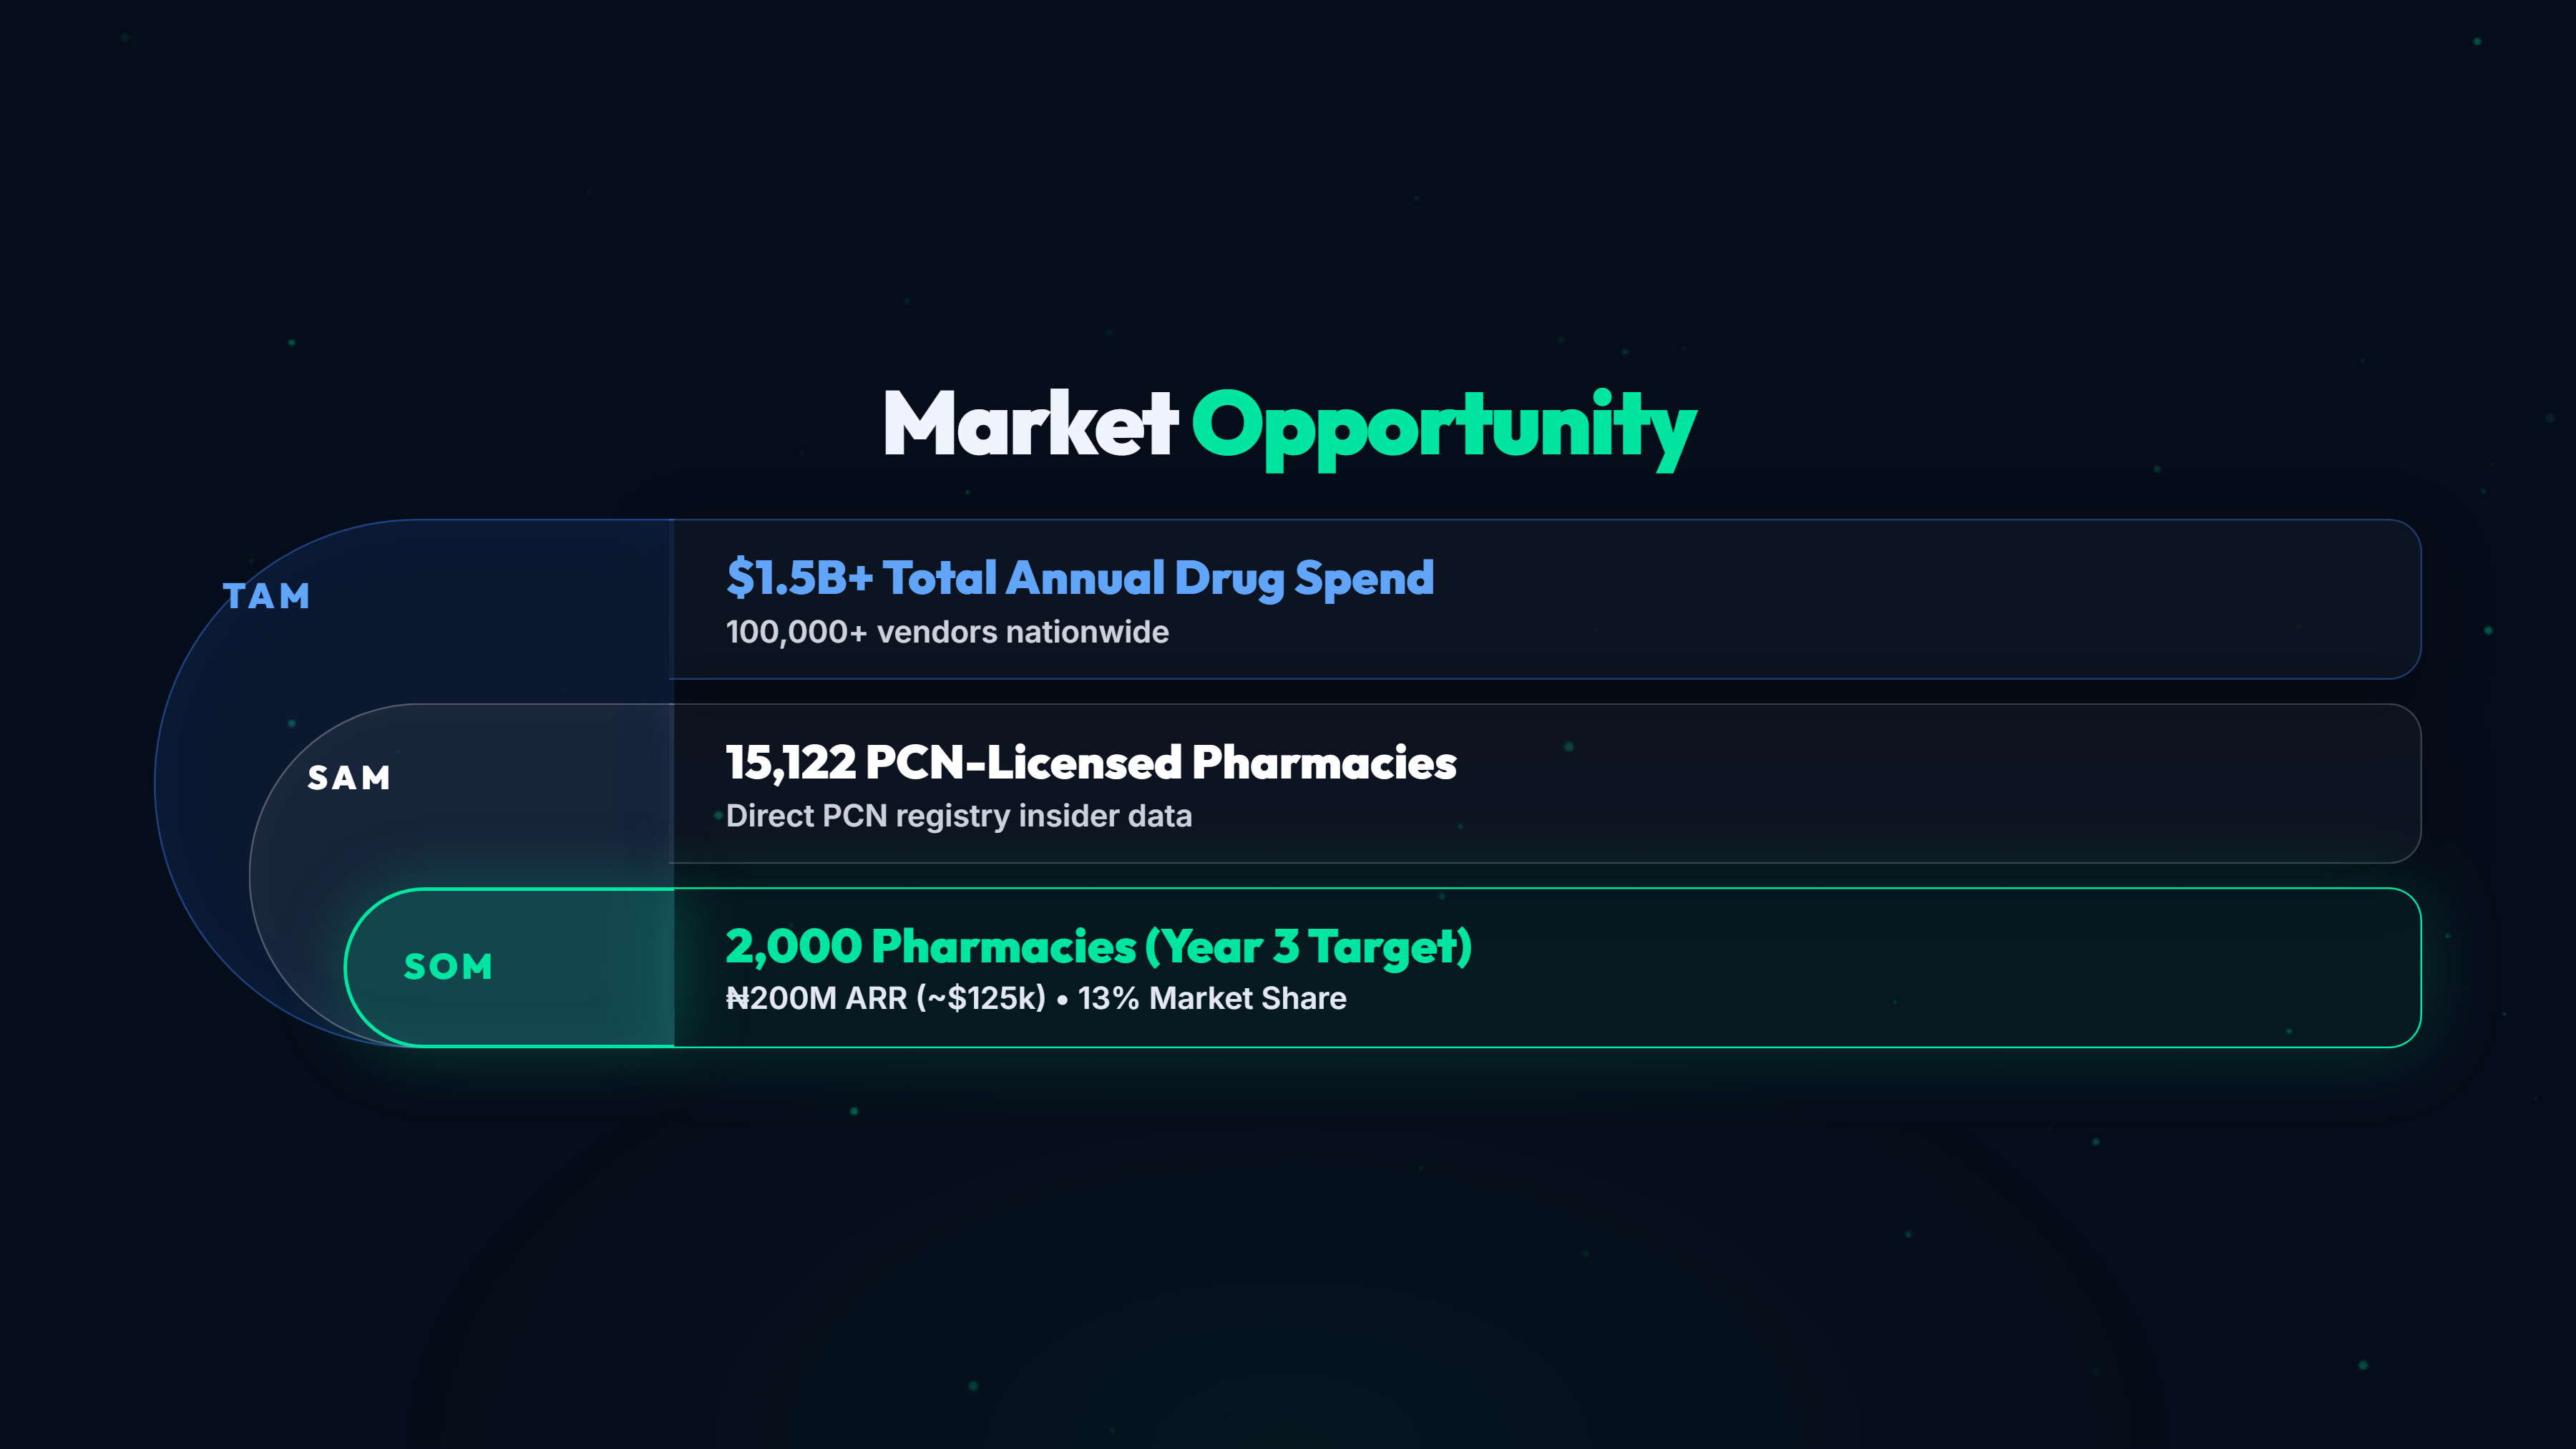 Market Opportunity
TAM
$1.5B+ Total Annual Drug Spend
100,000+ vendors nationwide
SAM
15,122 PCN-Licensed Pharmacies
Direct PCN registry insider data
SOM
2,000 Pharmacies (Year 3 Target)
₦200M ARR (~$125k) • 13% Market Share